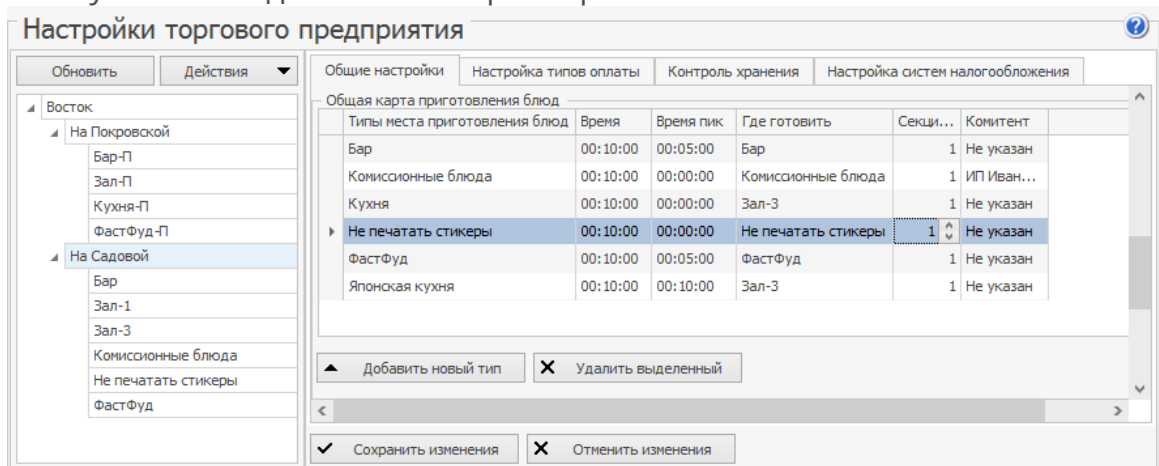 Настройки торгового предприятия
Обновить Действия
Общие настройки Настройка типов оплаты Контроль хранения Настройка систем налогообложения
Восток
На Покровской
Бар-П
Зал-П
Кухня-П
ФастФуд-П
На Садовой
Бар
Зал-1
Зал-3
Комиссионные блюда
Не печатать стикеры
ФастФуд
Общая карта приготовления блюд
Типы места приготовления блюд Время Время пик Где готовить Секци... Комитент
Бар 00:10:00 00:05:00 Бар 1 Не указан
Комиссионные блюда 00:10:00 00:00:00 Комиссионные блюда 1 ИП Иван...
Кухня 00:10:00 00:00:00 Зал-3 1 Не указан
Не печатать стикеры 00:10:00 00:00:00 Не печатать стикеры 1 Не указан
ФастФуд 00:10:00 00:05:00 ФастФуд 1 Не указан
Японская кухня 00:10:00 00:10:00 Зал-3 1 Не указан
Добавить новый тип Удалить выделенный
Сохранить изменения Отменить изменения